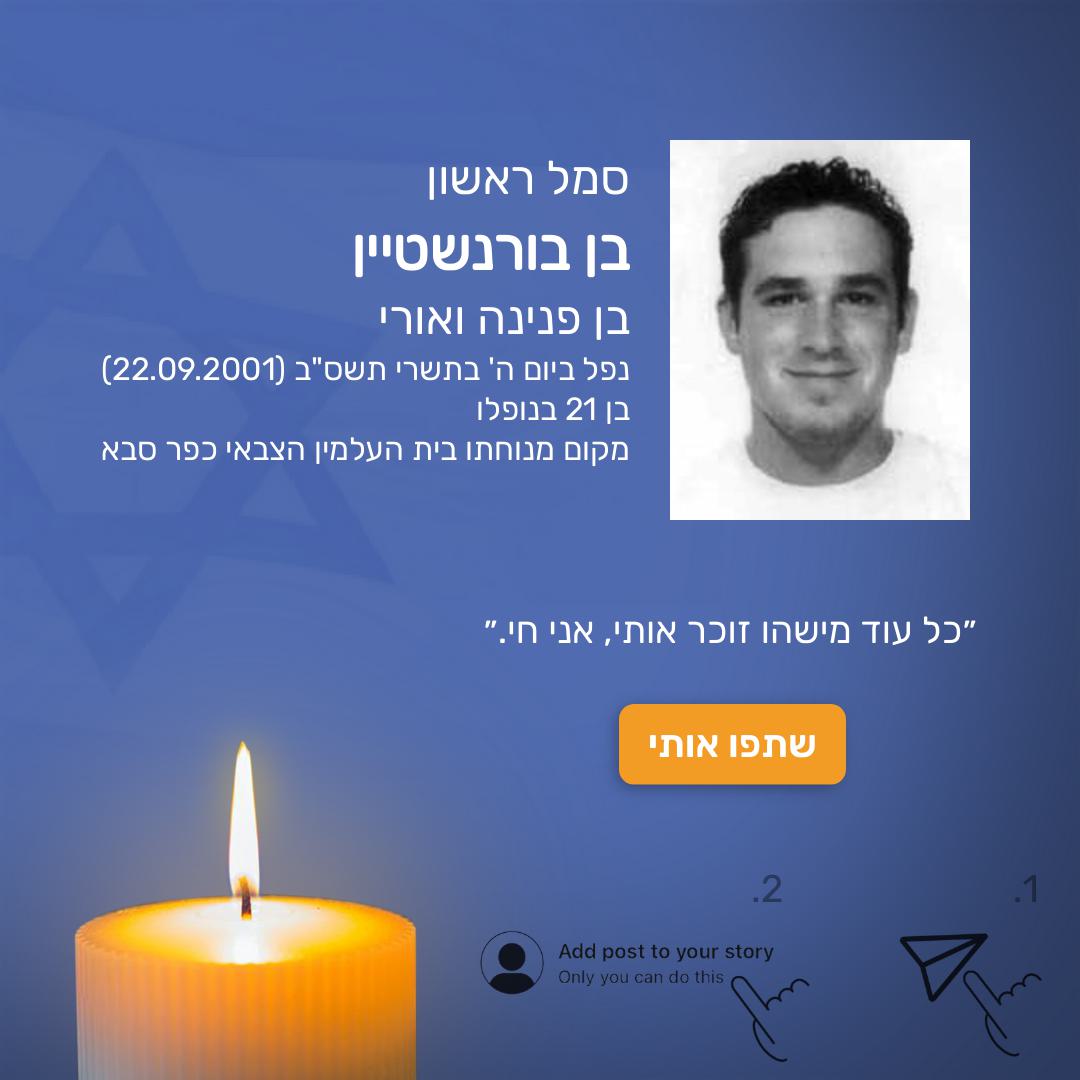 סמל ראשון
בן בורנשטיין
בן פנינה ואורי
נפל ביום ה' בתשרי תשס"ב (22.09.2001)
בן 21 בנופלו
מקום מנוחתו בית העלמין הצבאי כפר סבא
״כל עוד מישהו זוכר אותי, אני חי.״
שתפו אותי
1.
2.
Add post to your story
Only you can do this